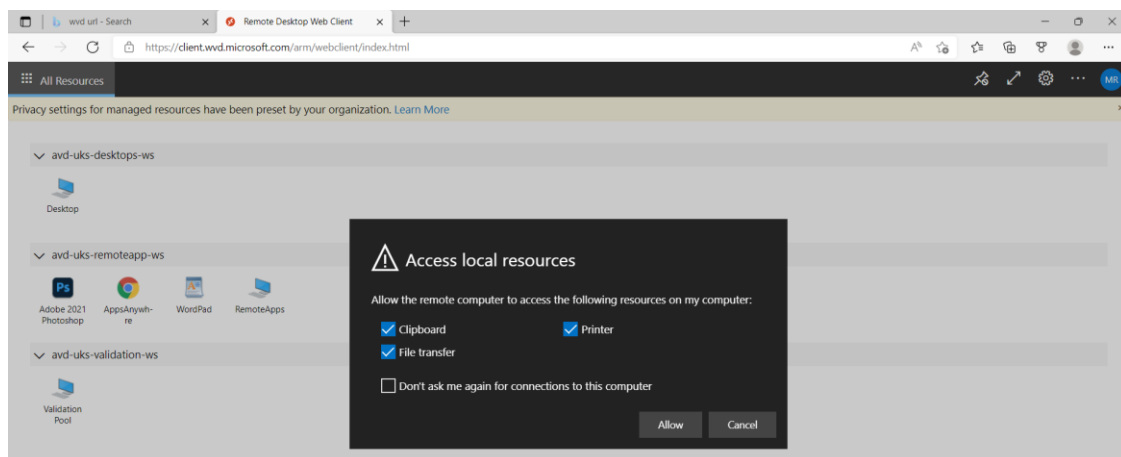 wvd url - Search
Remote Desktop Web Client
https://client.wvd.microsoft.com/arm/webclient/index.html
All Resources
MR
Privacy settings for managed resources have been preset by your organization. Learn More
avd-uks-desktops-ws
Desktop
avd-uks-remoteapp-ws
Ps
Adobe 2021
Photoshop
AppsAnywh-
re
WordPad
RemoteApps
avd-uks-validation-ws
Validation
Pool
Access local resources
Allow the remote computer to access the following resources on my computer:
Clipboard
Printer
File transfer
Don't ask me again for connections to this computer
Allow
Cancel